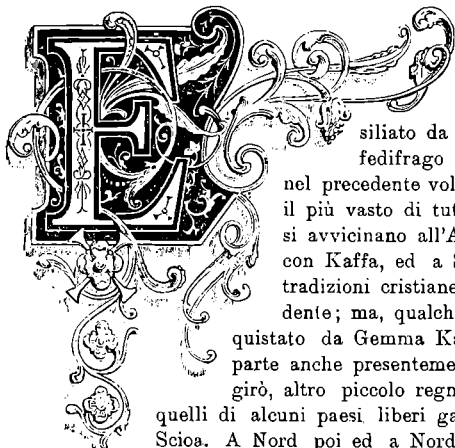 E
siliato da
fedifrago
nel precedente vol
il più vasto di tut
si avvicinano all'A
con Kaffa, ed a S
tradizioni cristiane
dente; ma, qualch
quistato da Gemma Ka
parte anche presenteme
girò, altro piccolo regn
quelli di alcuni paesi liberi ga
Scioa. A Nord poi ed a Nord